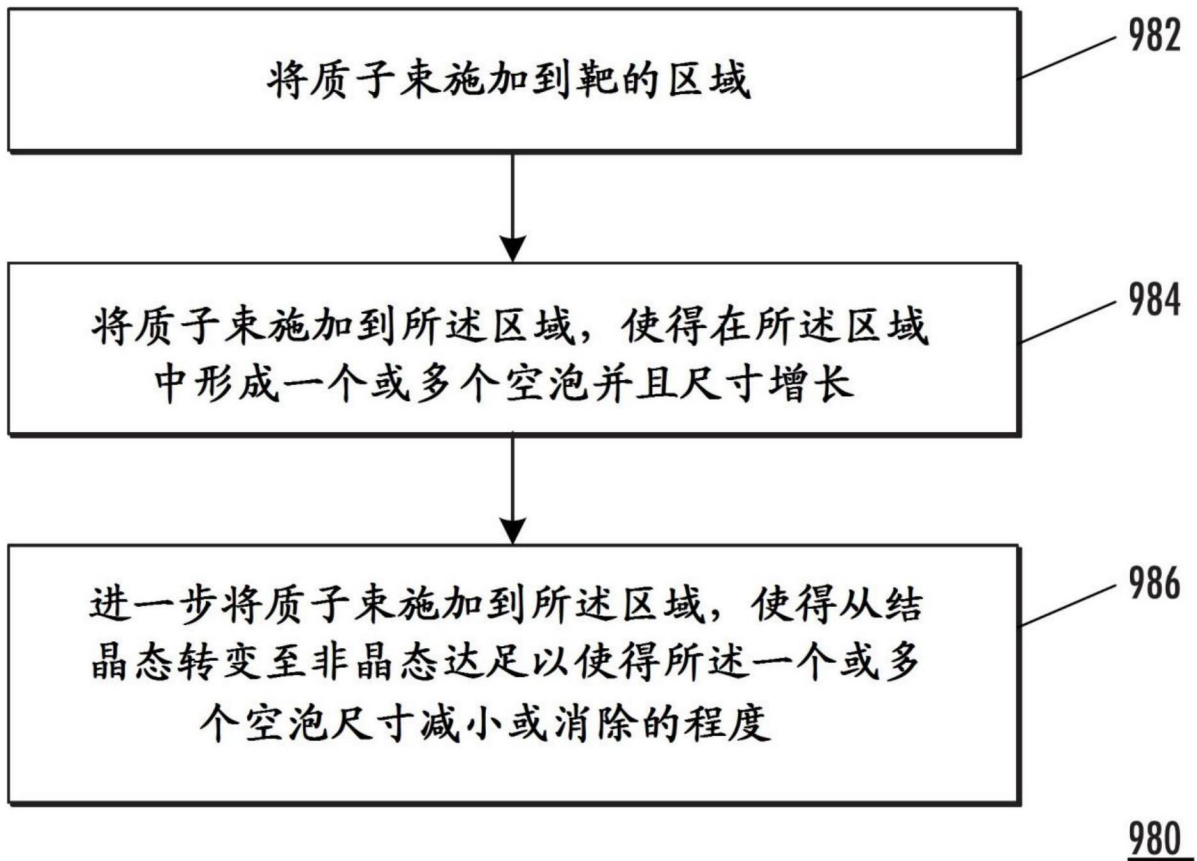 982
将质子束施加到靶的区域
984
将质子束施加到所述区域，使得在所述区域
中形成一个或多个空泡并且尺寸增长
986
进一步将质子束施加到所述区域，使得从结
晶态转变至非晶态达足以使得所述一个或多
个空泡尺寸减小或消除的程度
980